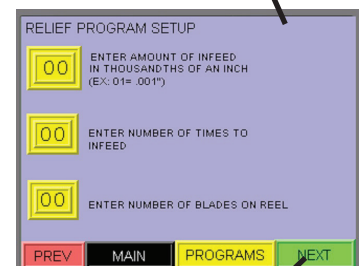 RELIEF PROGRAM SETUP
00
ENTER AMOUNT OF INFEED
IN THOUSANDTHS OF AN INCH
(EX: 01= .001")
00
ENTER NUMBER OF TIMES TO
INFEED
00
ENTER NUMBER OF BLADES ON REEL
PREV MAIN PROGRAMS NEXT